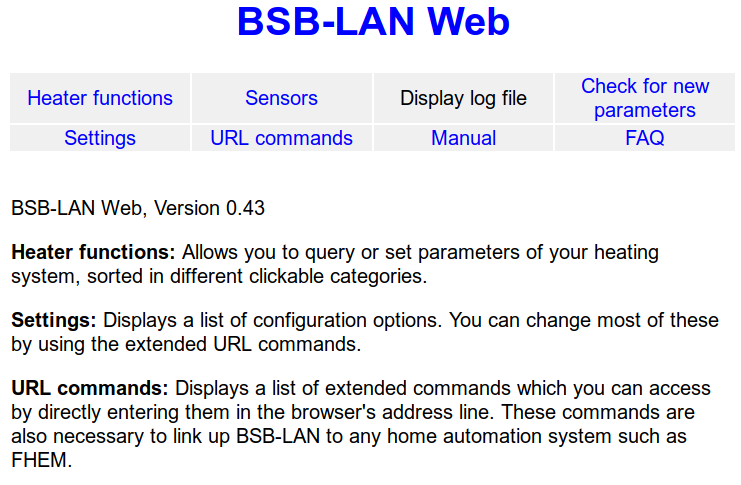 BSB-LAN Web
Heater functions Sensors Display log file Check for new parameters
Settings URL commands Manual FAQ
BSB-LAN Web, Version 0.43
Heater functions: Allows you to query or set parameters of your heating
system, sorted in different clickable categories.
Settings: Displays a list of configuration options. You can change most of these
by using the extended URL commands.
URL commands: Displays a list of extended commands which you can access
by directly entering them in the browser's address line. These commands are
also necessary to link up BSB-LAN to any home automation system such as
FHEM.